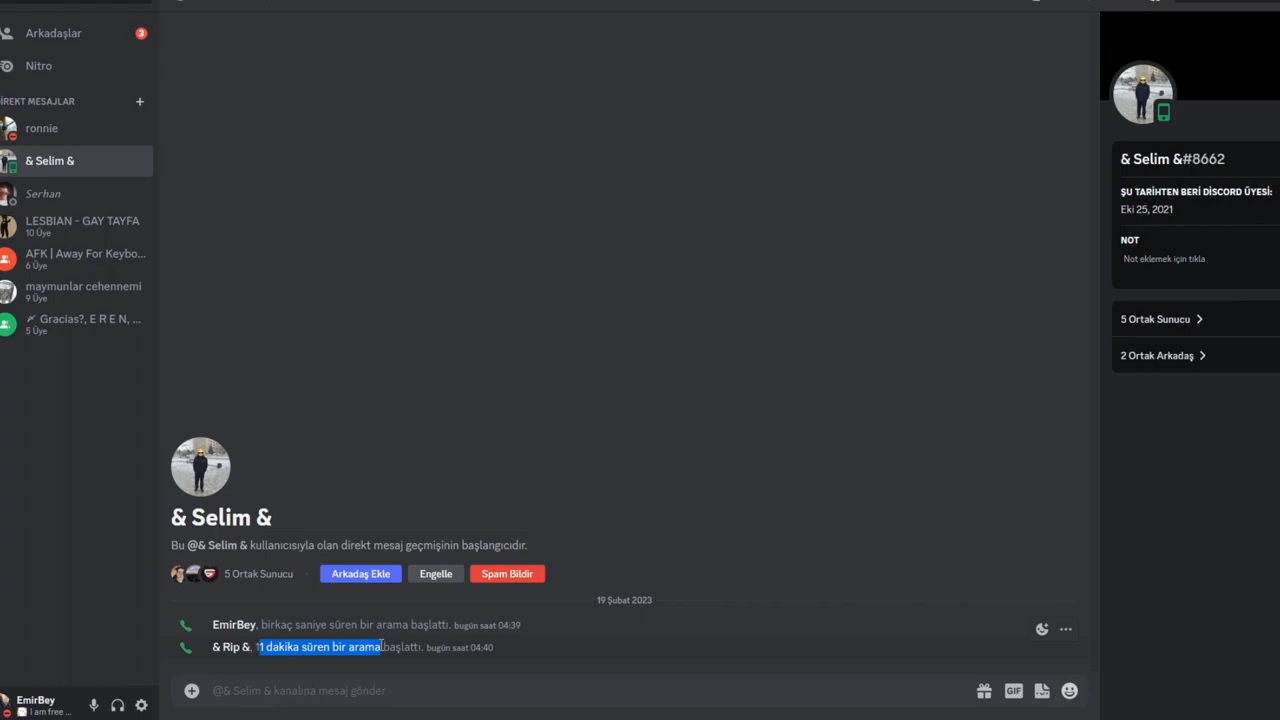 Arkadaşlar
3
Nitro
DİREKT MESAJLAR
ronnie
& Selim &
Serhan
LESBIAN - GAY TAYFA
10 Üye
AFK | Away For Keybo...
6 Üye
maymunlar cehennemi
9 Üye
Gracias?, E R E N, ...
5 Üye
EmirBey
I am free ...
& Selim &
Bu @& Selim & kullanıcısıyla olan direkt mesaj geçmişinin başlangıcıdır.
5 Ortak Sunucu
Arkadaş Ekle
Engelle
Spam Bildir
19 Şubat 2023
EmirBey, birkaç saniye süren bir arama başlattı. bugün saat 04:39
& Rip &, 11 dakika süren bir arama başlattı. bugün saat 04:40
@& Selim & kanalına mesaj gönder
GIF
& Selim &#8662
ŞU TARİHTEN BERİ DISCORD ÜYESİ:
Eki 25, 2021
NOT
Not eklemek için tıkla
5 Ortak Sunucu
2 Ortak Arkadaş